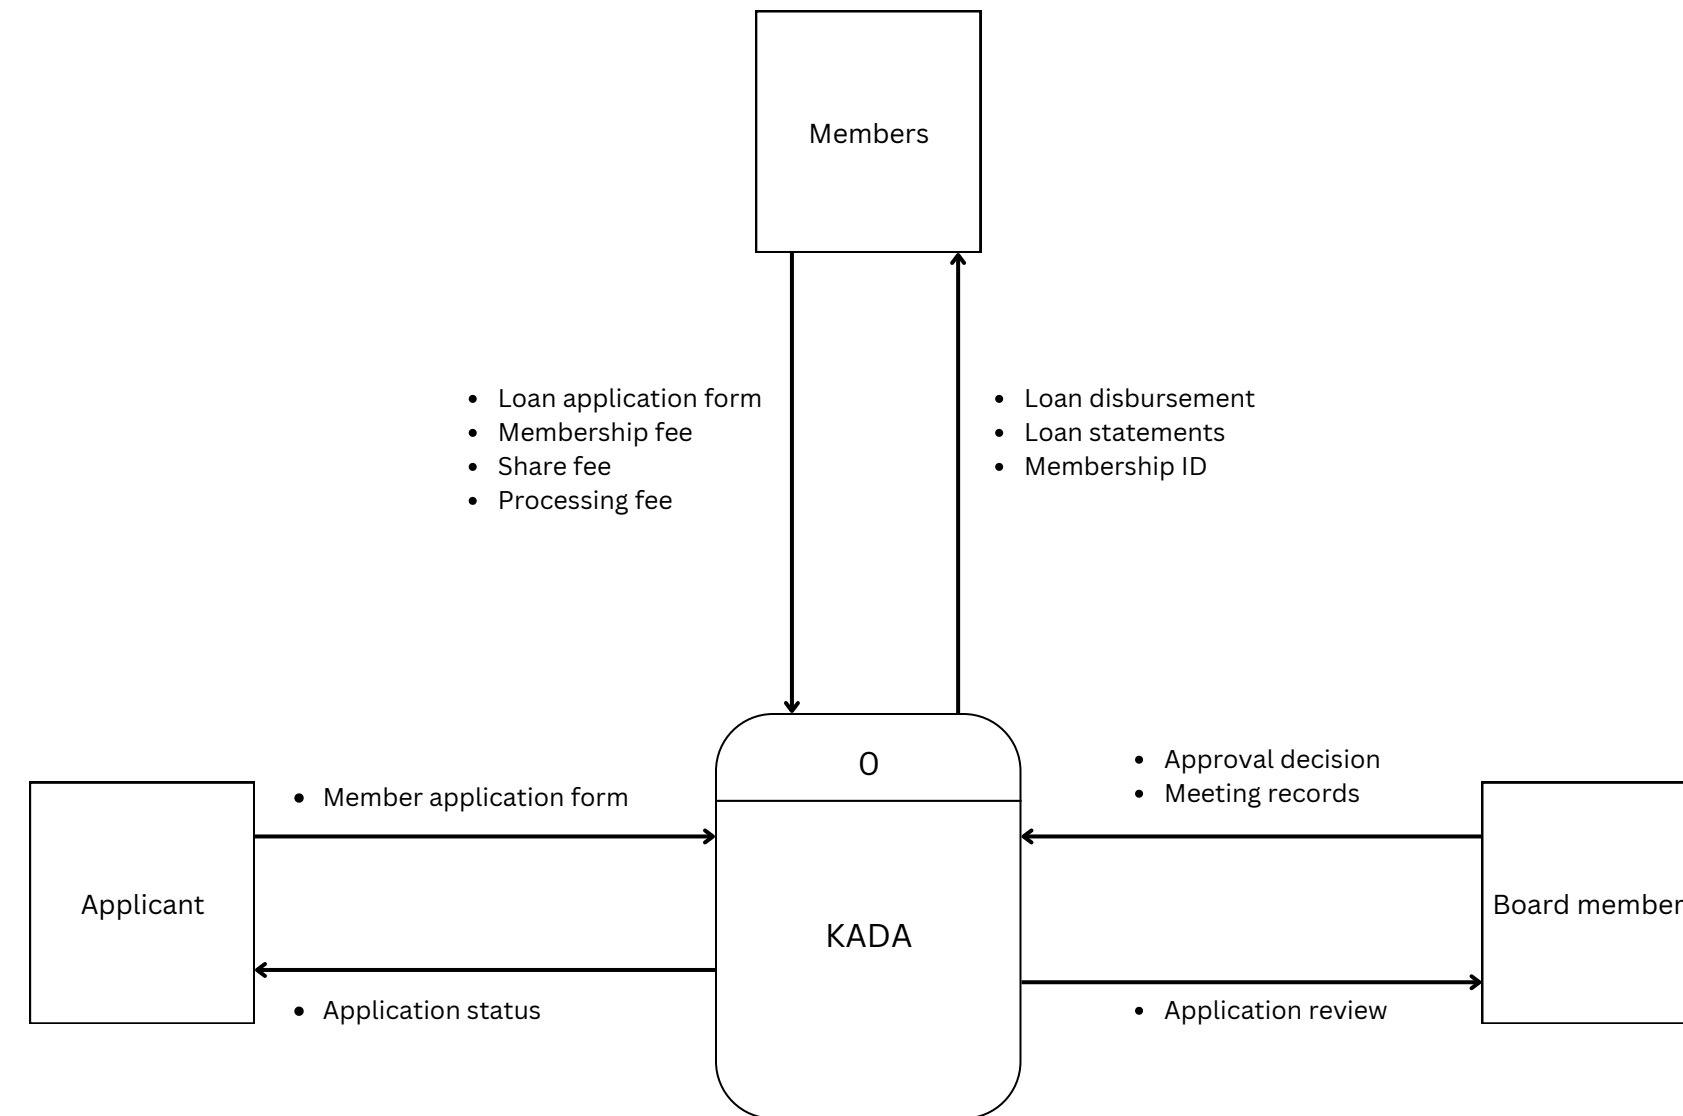 Members
• Loan application form
• Membership fee
• Share fee
• Processing fee
• Loan disbursement
• Loan statements
• Membership ID
0
KADA
• Member application form
Applicant
• Application status
• Approval decision
• Meeting records
Board member
• Application review